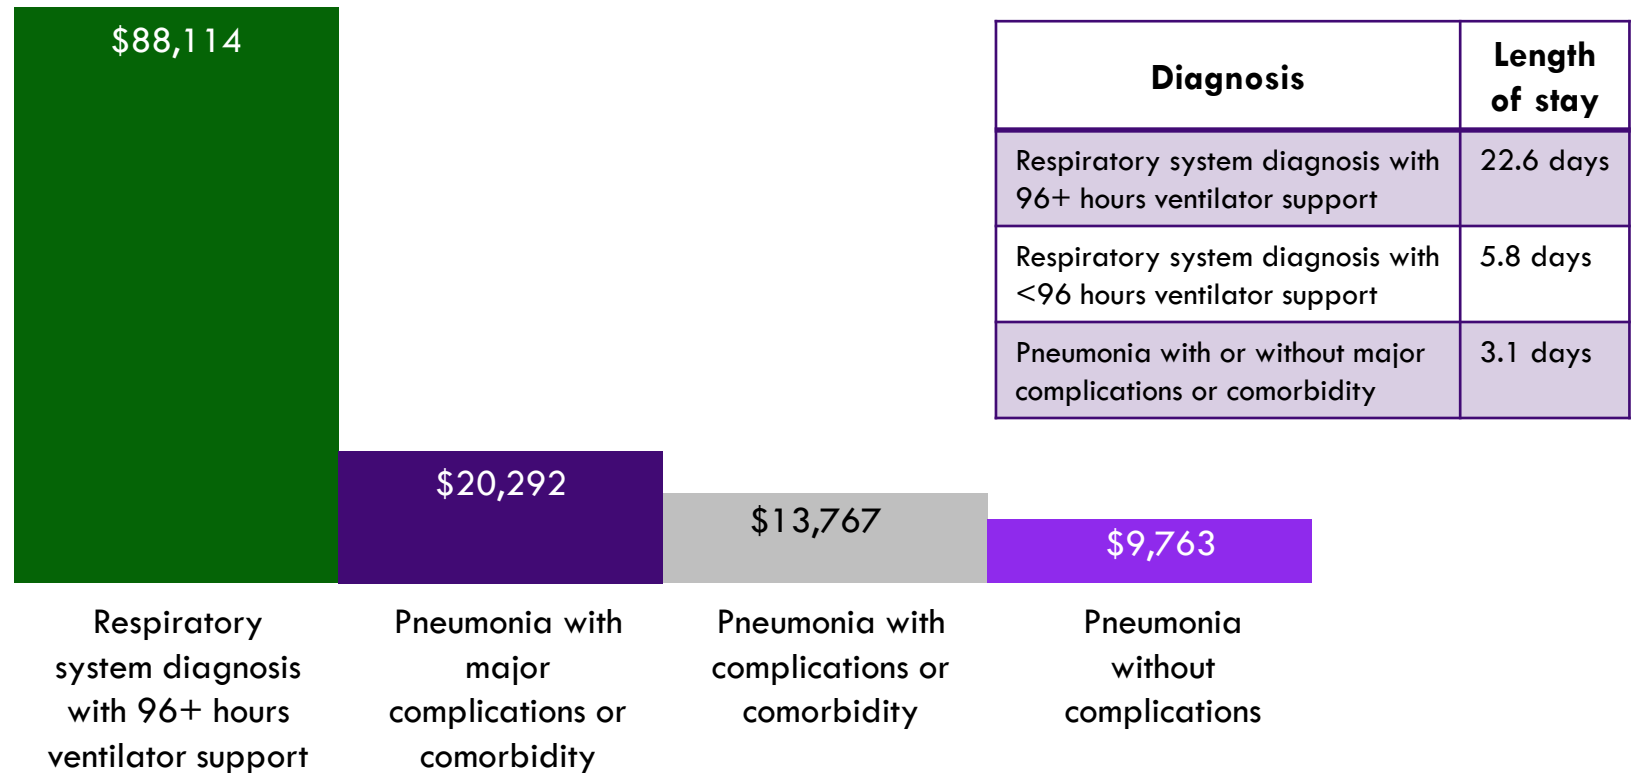 $88,114
$20,292
$13,767
$9,763
Respiratory
system diagnosis
with 96+ hours
ventilator support
Pneumonia with
major
complications or
comorbidity
Pneumonia with
complications or
comorbidity
Pneumonia
without
complications
Diagnosis
Length
of stay
Respiratory system diagnosis with
96+ hours ventilator support
22.6 days
Respiratory system diagnosis with
<96 hours ventilator support
5.8 days
Pneumonia with or without major
complications or comorbidity
3.1 days